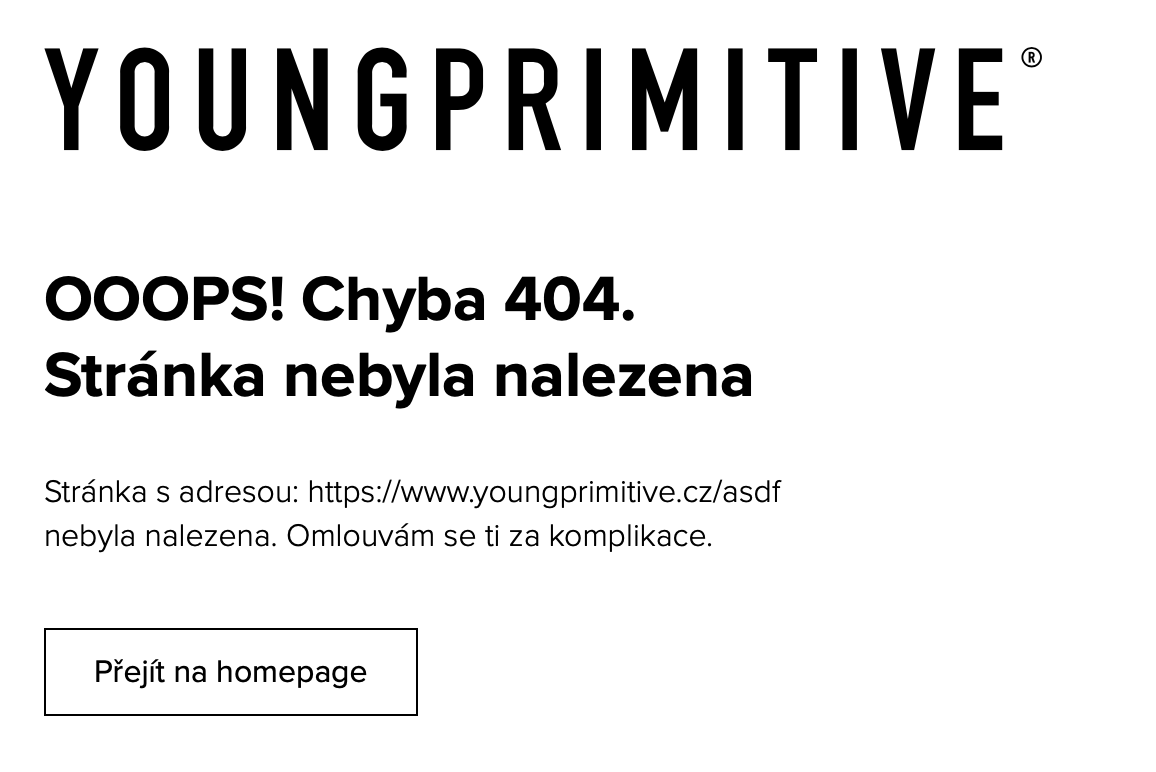 YOUNGPRIMITIVE®
OOOPS! Chyba 404.
Stránka nebyla nalezena
Stránka s adresou: https://www.youngprimitive.cz/asdf
nebyla nalezena. Omlouvám se ti za komplikace.
Přejít na homepage